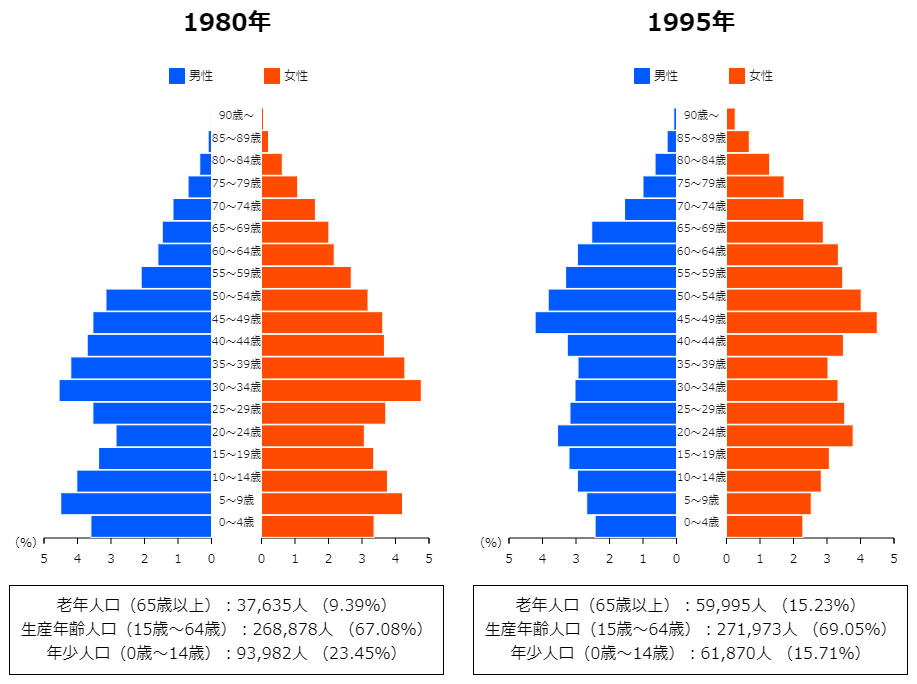 1980年
男性 女性
90歳～
85～89歳
80～84歳
75～79歳
70～74歳
65～69歳
60～64歳
55～59歳
50～54歳
45～49歳
40～44歳
35～39歳
30～34歳
25～29歳
20～24歳
15～19歳
10～14歳
5～9歳
0～4歳
(%)
5 4 3 2 1 0 0 1 2 3 4 5
老年人口（65歳以上）：37,635人 （9.39%）
生産年齢人口（15歳～64歳）：268,878人 （67.08%）
年少人口（0歳～14歳）：93,982人 （23.45%）
1995年
男性 女性
90歳～
85～89歳
80～84歳
75～79歳
70～74歳
65～69歳
60～64歳
55～59歳
50～54歳
45～49歳
40～44歳
35～39歳
30～34歳
25～29歳
20～24歳
15～19歳
10～14歳
5～9歳
0～4歳
(%)
5 4 3 2 1 0 0 1 2 3 4 5
老年人口（65歳以上）：59,995人 （15.23%）
生産年齢人口（15歳～64歳）：271,973人 （69.05%）
年少人口（0歳～14歳）：61,870人 （15.71%）